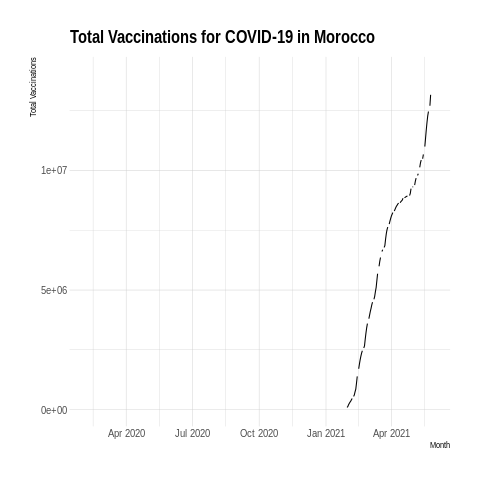 Total Vaccinations for COVID-19 in Morocco
Total Vaccinations
1e+07
5e+06
0e+00
Apr 2020 Jul 2020 Oct 2020 Jan 2021 Apr 2021
Month